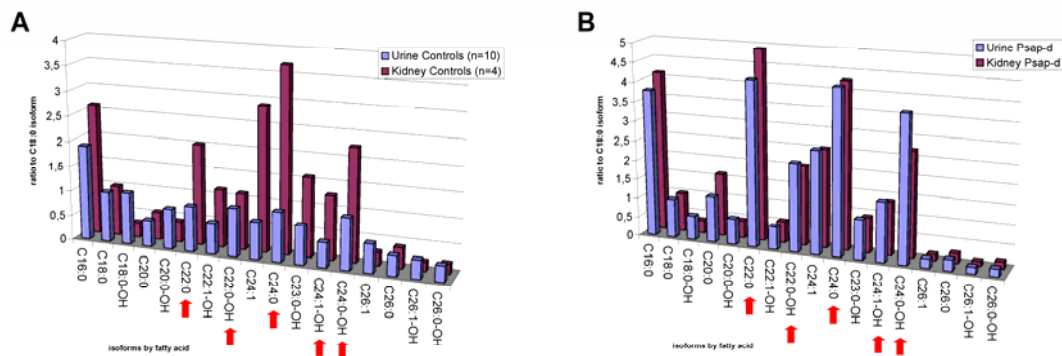 A
4
3,5
3
2,5
2
1,5
1
0,5
0
ratio to C18:0 isoform
Urine Controls (n=10)
Kidney Controls (n=4)
C16:0
C18:0
C18:0-OH
C20:0
C20:0-OH
C22:0
C22:1-OH
C22:0-OH
C24:1
C24:0
C23:0-OH
C24:1-OH
C24:0-OH
C26:1
C26:0
C26:1-OH
C26:0-OH
isoforms by fatty acid
B
5
4,5
4
3,5
3
2,5
2
1,5
1
0,5
0
ratio to C18:0 isoform
Urine Psap-d
Kidney Psap-d
C16:0
C18:0
C18:0-OH
C20:0
C20:0-OH
C22:0
C22:1-OH
C22:0-OH
C24:1
C24:0
C23:0-OH
C24:1-OH
C24:0-OH
C26:1
C26:0
C26:1-OH
C26:0-OH
isoforms by fatty acid